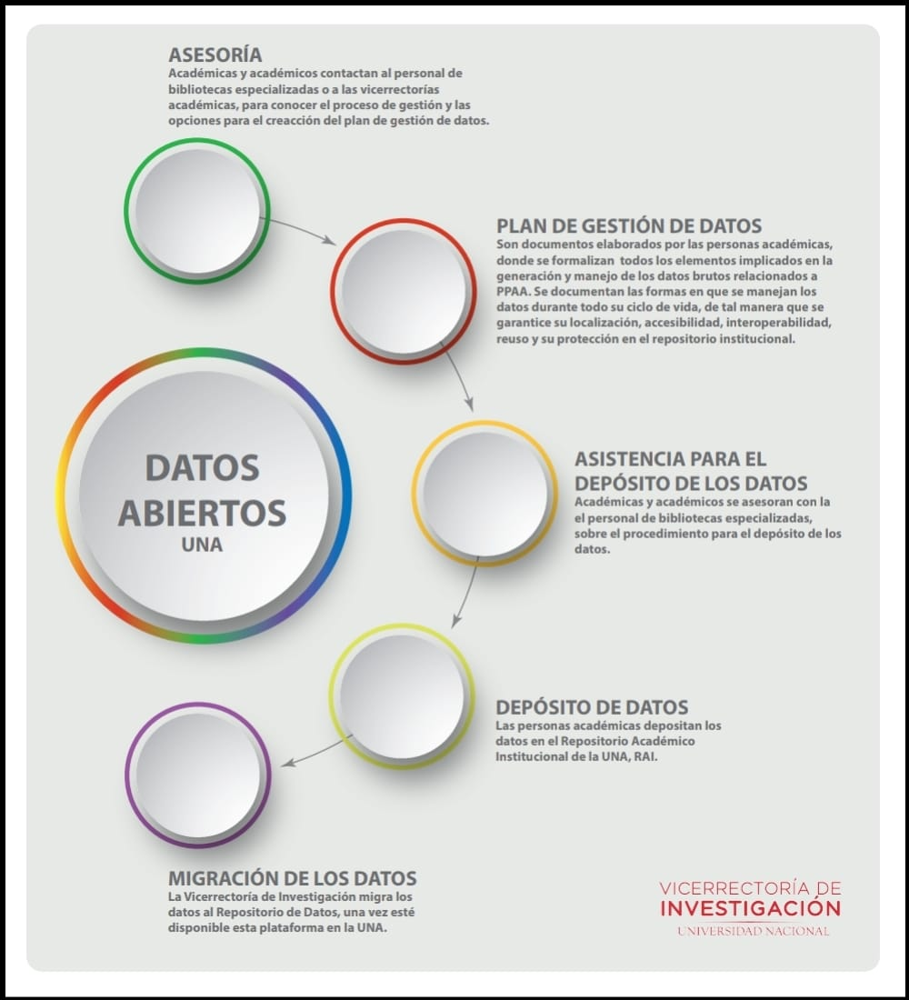 ASESORÍA
Académicas y académicos contactan al personal de
bibliotecas especializadas o a las vicerrectorías
académicas, para conocer el proceso de gestión y las
opciones para el creacción del plan de gestión de datos.
PLAN DE GESTIÓN DE DATOS
Son documentos elaborados por las personas académicas,
donde se formalizan todos los elementos implicados en la
generación y manejo de los datos brutos relacionados a
PPAA. Se documentan las formas en que se manejan los
datos durante todo su ciclo de vida, de tal manera que se
garantice su localización, accesibilidad, interoperabilidad,
reuso y su protección en el repositorio institucional.
DATOS
ABIERTOS
UNA
ASISTENCIA PARA EL
DEPÓSITO DE LOS DATOS
Académicas y académicos se asesoran con la
el personal de bibliotecas especializadas,
sobre el procedimiento para el depósito de los
datos.
DEPÓSITO DE DATOS
Las personas académicas depositan los
datos en el Repositorio Académico
Institucional de la UNA, RAI.
MIGRACIÓN DE LOS DATOS
La Vicerrectoría de Investigación migra los
datos al Repositorio de Datos, una vez esté
disponible esta plataforma en la UNA.
VICERRECTORÍA DE
INVESTIGACIÓN
UNIVERSIDAD NACIONAL